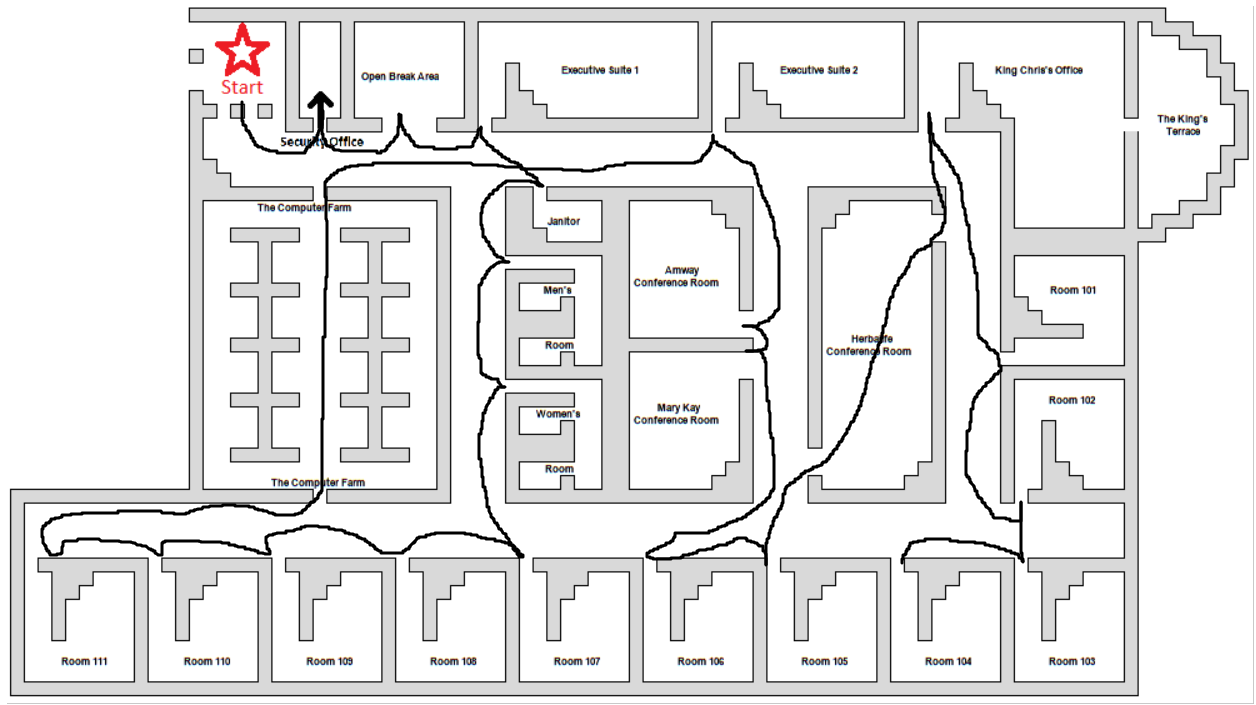 Start
Open Break Area
Executive Suite 1
Executive Suite 2
King Chris's Office
The King's
Terrace
Security Office
The Computer Farm
Janitor
Amway
Conference Room
Men's
Room
Room 101
Herbalife
Conference Room
Women's
Room
Mary Kay
Conference Room
Room 102
The Computer Farm
Room 111
Room 110
Room 109
Room 108
Room 107
Room 106
Room 105
Room 104
Room 103